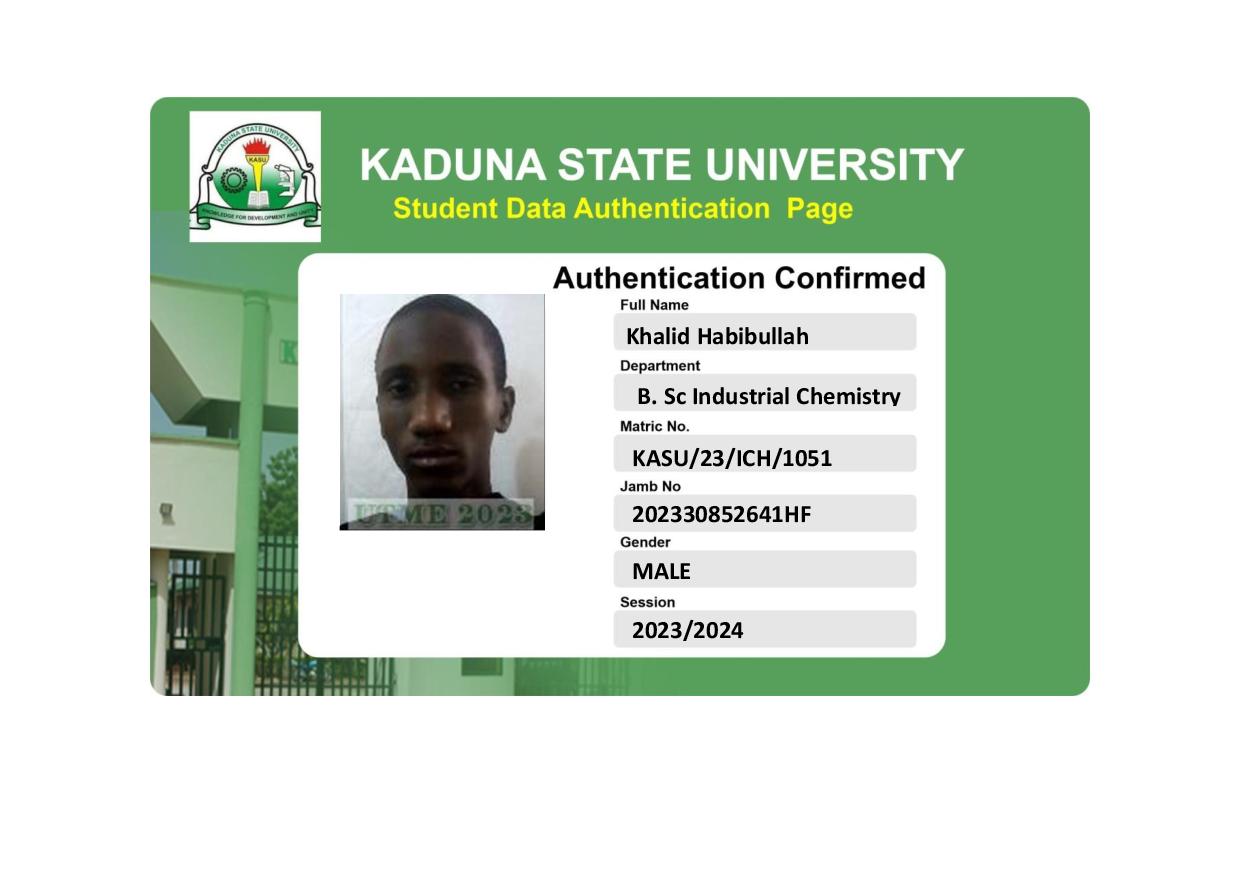 KADUNA STATE UNIVERSITY
KASU
KNOWLEDGE FOR DEVELOPMENT AND UNITY
KADUNA STATE UNIVERSITY
Student Data Authentication Page
Authentication Confirmed
Full Name
Khalid Habibullah
Department
B. Sc Industrial Chemistry
Matric No.
KASU/23/ICH/1051
Jamb No
202330852641HF
Gender
MALE
Session
2023/2024
UTME 2023